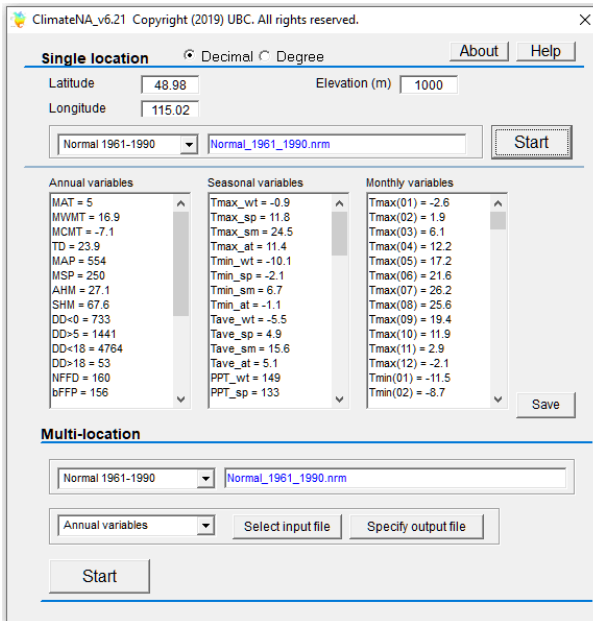 ClimateNA_v6.21 Copyright (2019) UBC. All rights reserved.
Single location Decimal Degree About Help
Latitude 48.98 Elevation (m) 1000
Longitude 115.02
Normal 1961-1990 Normal_1961_1990.nrm Start
Annual variables Seasonal variables Monthly variables
MAT = 5 Tmax_wt = -0.9 Tmax(01) = -2.6
MWMT = 16.9 Tmax_sp = 11.8 Tmax(02) = 1.9
MCMT = -7.1 Tmax_sm = 24.5 Tmax(03) = 6.1
TD = 23.9 Tmax_at = 11.4 Tmax(04) = 12.2
MAP = 554 Tmin_wt = -10.1 Tmax(05) = 17.2
MSP = 250 Tmin_sp = -2.1 Tmax(06) = 21.6
AHM = 27.1 Tmin_sm = 6.7 Tmax(07) = 26.2
SHM = 67.6 Tmin_at = -1.1 Tmax(08) = 25.6
DD<0 = 733 Tave_wt = -5.5 Tmax(09) = 19.4
DD>5 = 1441 Tave_sp = 4.9 Tmax(10) = 11.9
DD<18 = 4764 Tave_sm = 15.6 Tmax(11) = 2.9
DD>18 = 53 Tave_at = 5.1 Tmax(12) = -2.1
NFFD = 160 PPT_wt = 149 Tmin(01) = -11.5
bFFP = 156 PPT_sp = 133 Tmin(02) = -8.7
Save
Multi-location
Normal 1961-1990 Normal_1961_1990.nrm
Annual variables Select input file Specify output file
Start